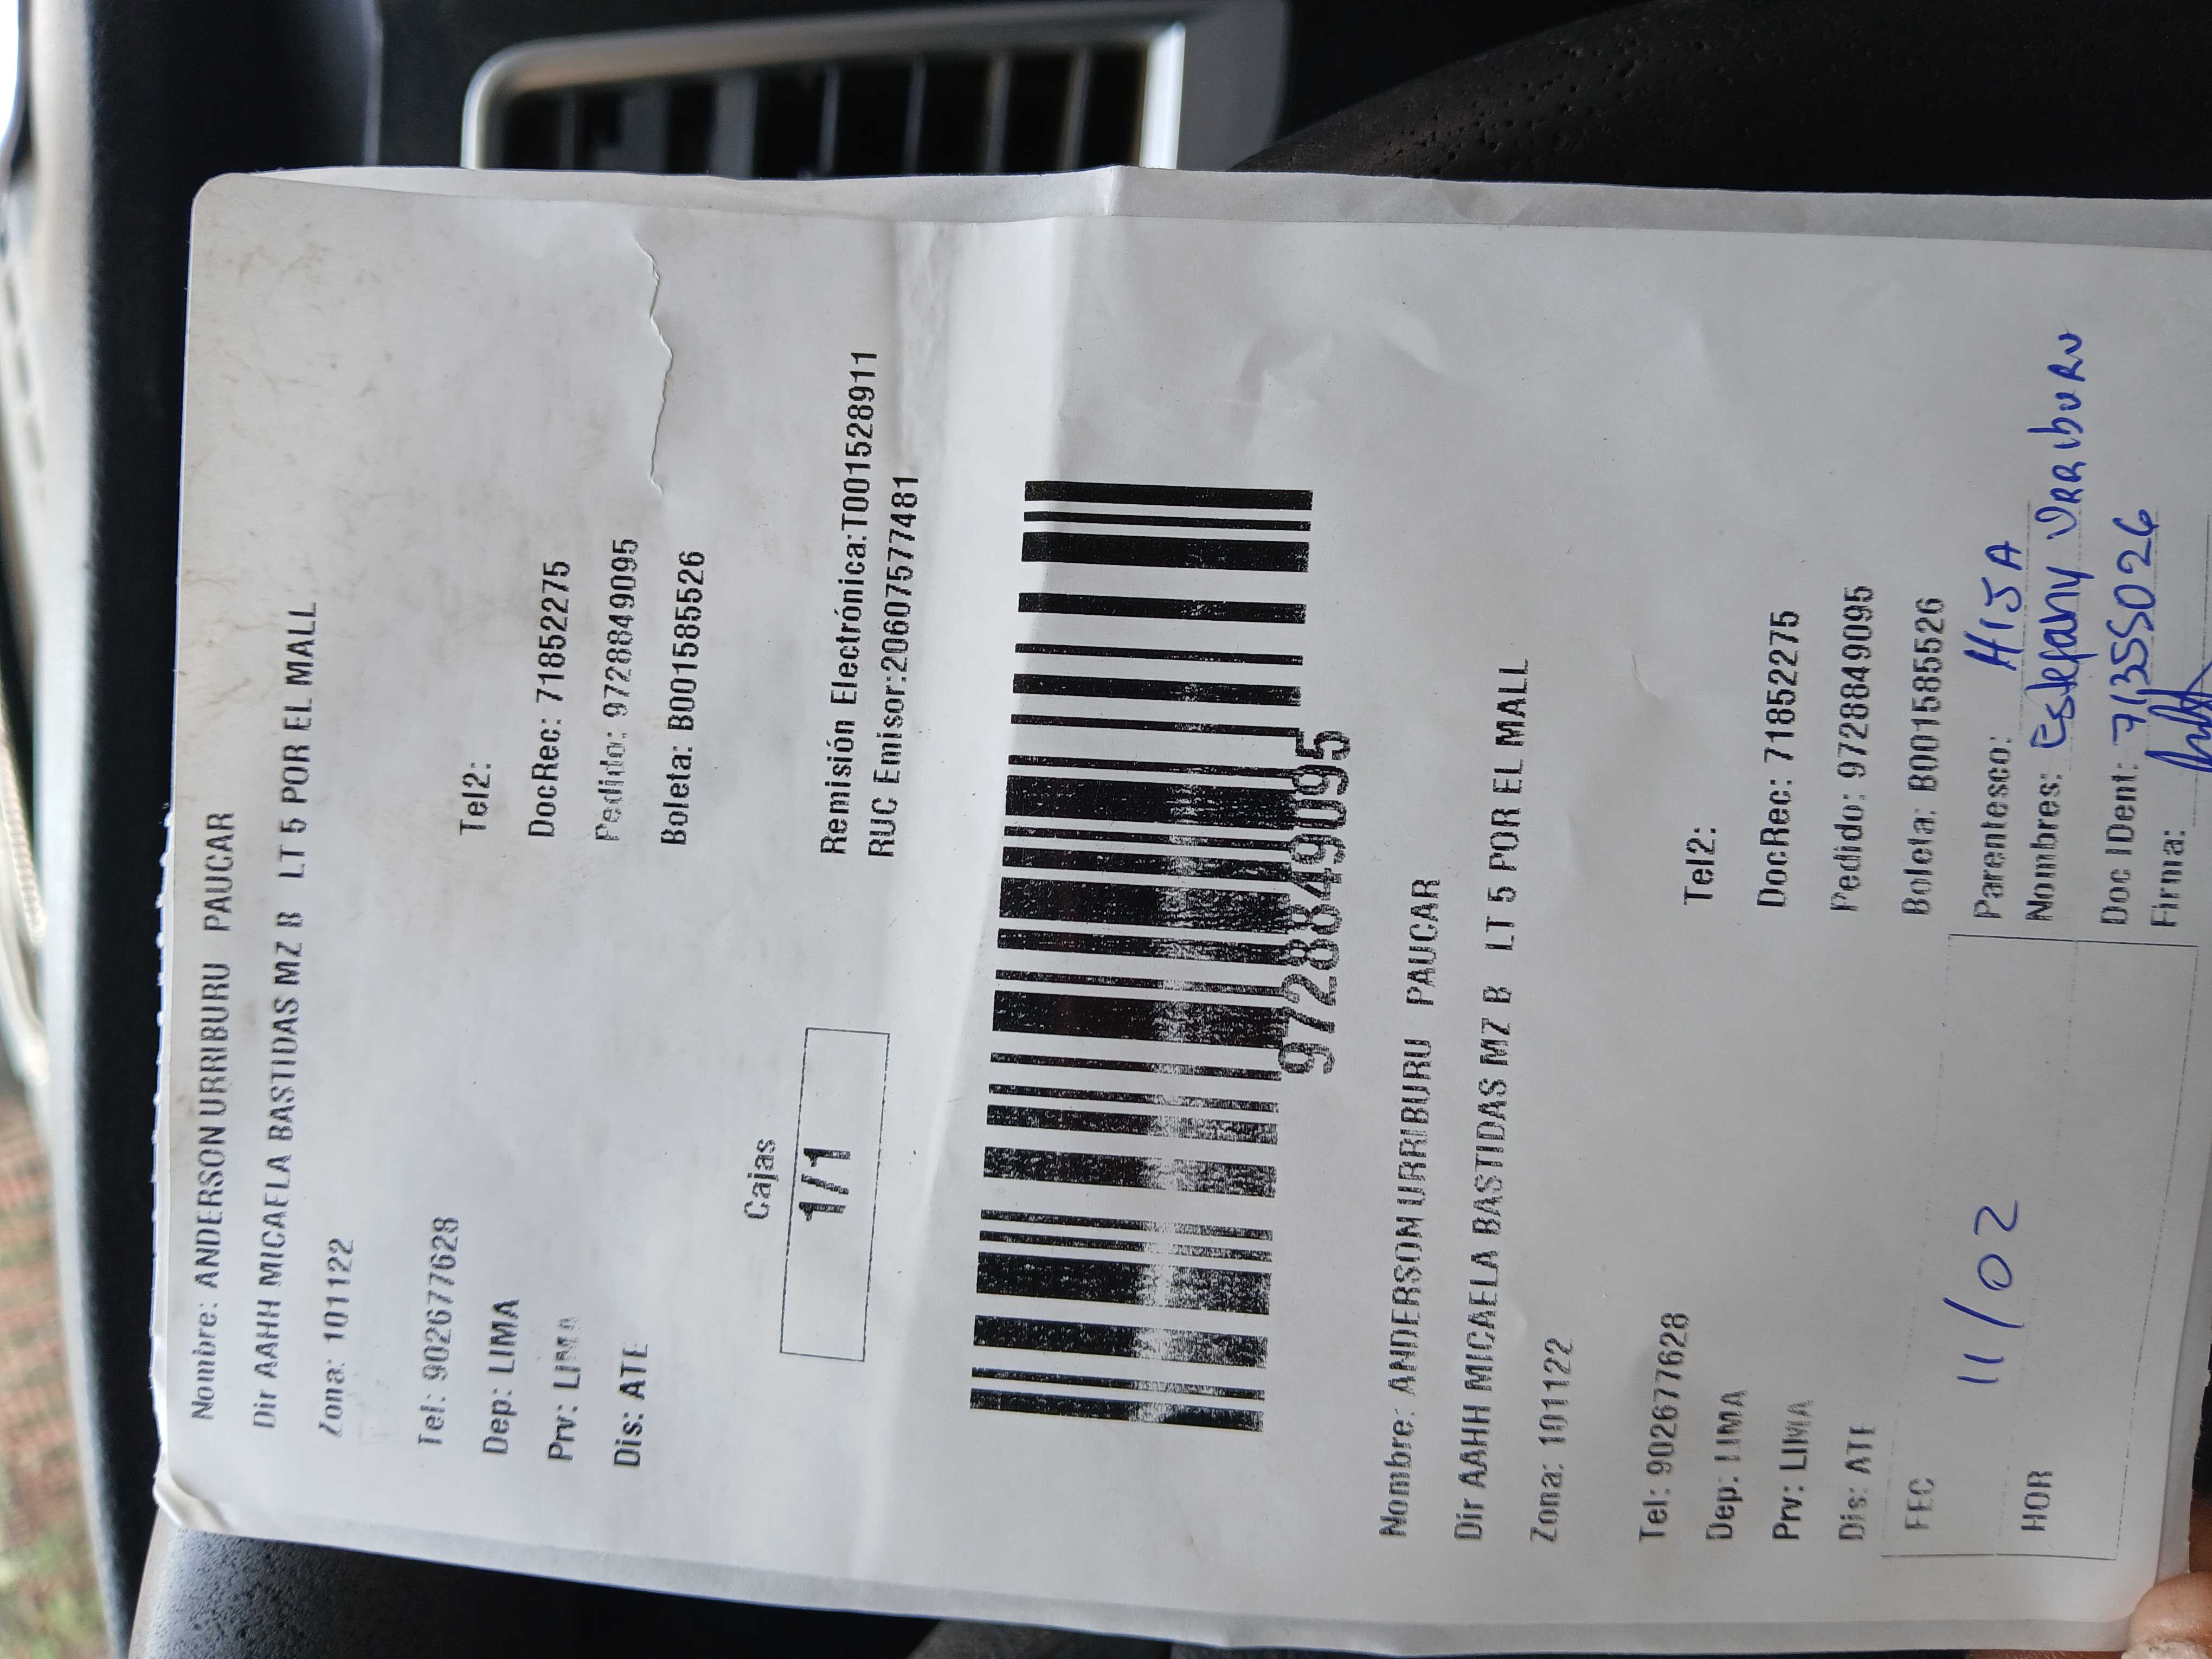 Nombre: ANDERSON URRIBURU PAUCAR
Dir AAHH MICAELA BASTIDAS MZ B LT 5 POR EL MALL
Zona: 101122
Tel: 902677628 Tel2:
Dep: LIMA DocRec: 71852275
Prv: LIMA Pedido: 9728849095
Dis: ATE Boleta: B001585526
Cajas
1/1
Remisión Electrónica:T001528911
RUC Emisor:20607577481
9728849095
Nombre: ANDERSON URRIBURU PAUCAR
Dir AAHH MICAELA BASTIDAS MZ B LT 5 POR EL MALL
Zona: 101122
Tel: 902677628 Tel2:
Dep: LIMA DocRec: 71852275
Prv: LIMA Pedido: 9728849095
Dis: ATE Boleta: B001585526
FEC 11/02 Parentesco: HIJA
Nombres: Estefany URRibuRu
HOR Doc IDent: 71355026
Firma: